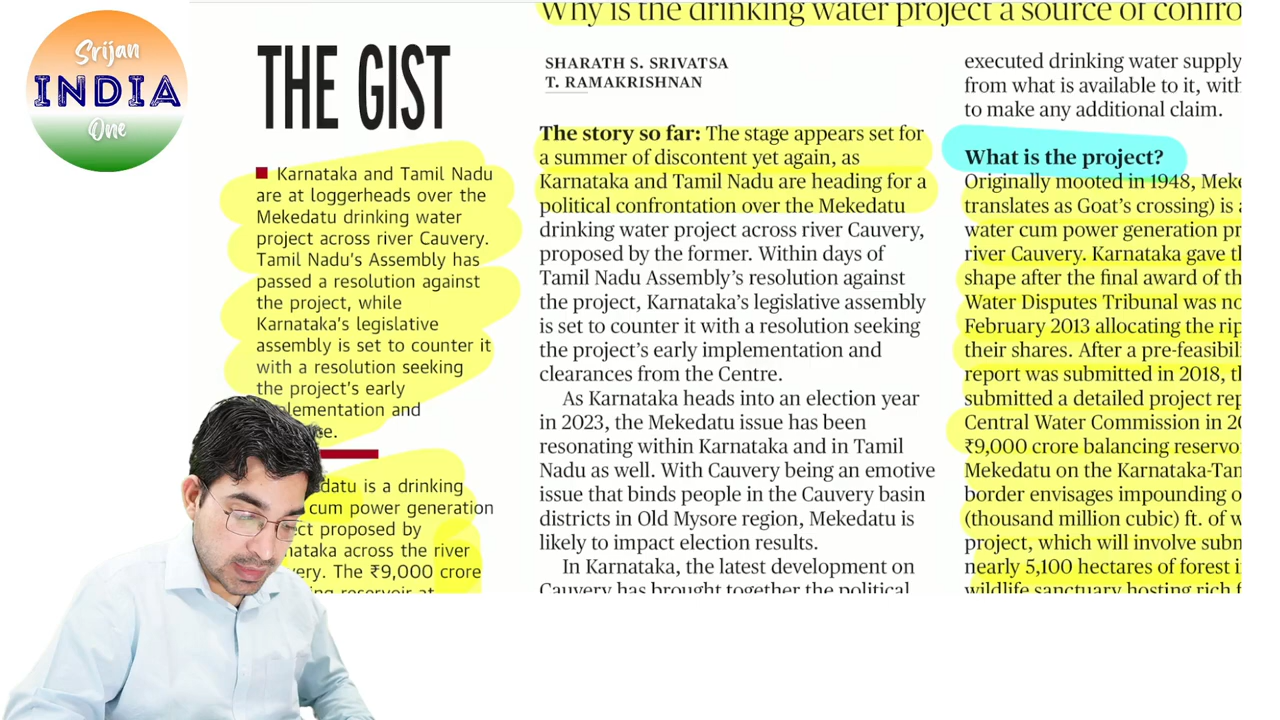 Srijan
INDIA
One
Why is the drinking water project a source of
THE GIST
Karnataka and Tamil Nadu
are at loggerheads over the
Mekedatu drinking water
project across river Cauvery.
Tamil Nadu's Assembly has
passed a resolution against
the project, while
Karnataka's legislative
assembly is set to counter it
with a resolution seeking
the project's early
and
is a drinking
cum power generation
proposed by
across the river
The ₹9,000 crore
reservoir at
SHARATH S. SRIVATSA
T. RAMAKRISHNAN
The story so far: The stage appears set for
a summer of discontent yet again, as
Karnataka and Tamil Nadu are heading for a
political confrontation over the Mekedatu
drinking water project across river Cauvery,
proposed by the former. Within days of
Tamil Nadu Assembly's resolution against
the project, Karnataka's legislative assembly
is set to counter it with a resolution seeking
the project's early implementation and
clearances from the Centre.
As Karnataka heads into an election year
in 2023, the Mekedatu issue has been
resonating within Karnataka and in Tamil
Nadu as well. With Cauvery being an emotive
issue that binds people in the Cauvery basin
districts in Old Mysore region, Mekedatu is
likely to impact election results.
In Karnataka, the latest development on
Cauvery has brought together the political
executed drinking water supply
from what is available to it,
to make any additional claim.
What is the project?
Originally mooted in 1948,
translates as Goat's crossing) is
water cum power generation
river Cauvery. Karnataka gave
shape after the final award of
Water Disputes Tribunal was
February 2013 allocating the
their shares. After a
report was submitted in 2018,
submitted a detailed project
Central Water Commission in
₹9,000 crore balancing
Mekedatu on the
border envisages impounding
(thousand million cubic) ft. of
project, which will involve
nearly 5,100 hectares of forest
wildlife sanctuary hosting rich